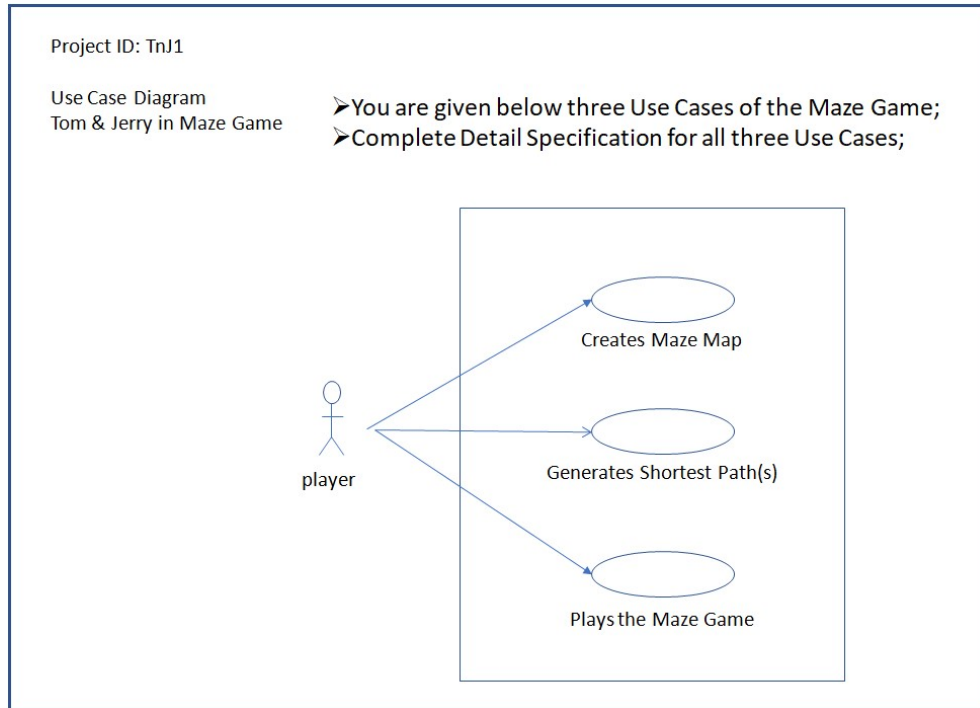 Project ID: TnJ1
Use Case Diagram
Tom & Jerry in Maze Game
➢You are given below three Use Cases of the Maze Game;
➢Complete Detail Specification for all three Use Cases;
Creates Maze Map
Generates Shortest Path(s)
player
Plays the Maze Game